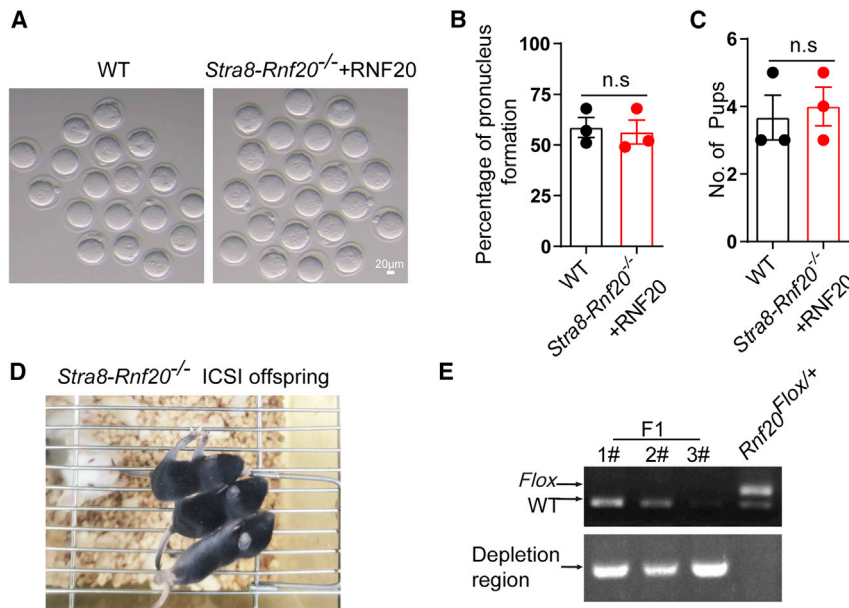 A
WT
Stra8-Rnf20-/-+RNF20
20μm
B
Percentage of pronucleus
formation
100
75
50
25
0
n.s
WT
Stra8-Rnf20-/-
+RNF20
C
No. of Pups
6
4
2
0
n.s
WT
Stra8-Rnf20-/-
+RNF20
D
Stra8-Rnf20-/- ICSI offspring
E
F1
1# 2# 3#
Rnf20Flox/+
Flox
WT
Depletion
region